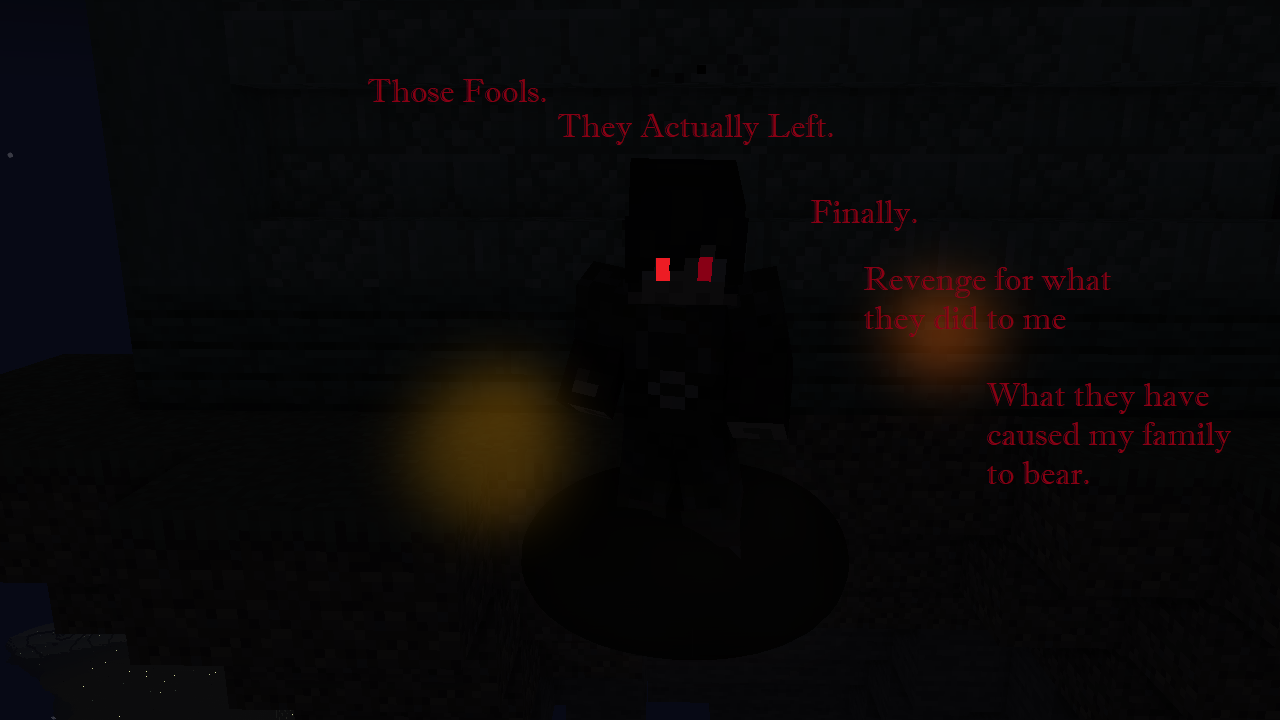 Those Fools.
They Actually Left.
Finally.
Revenge for what
they did to me
What they have
caused my family
to bear.